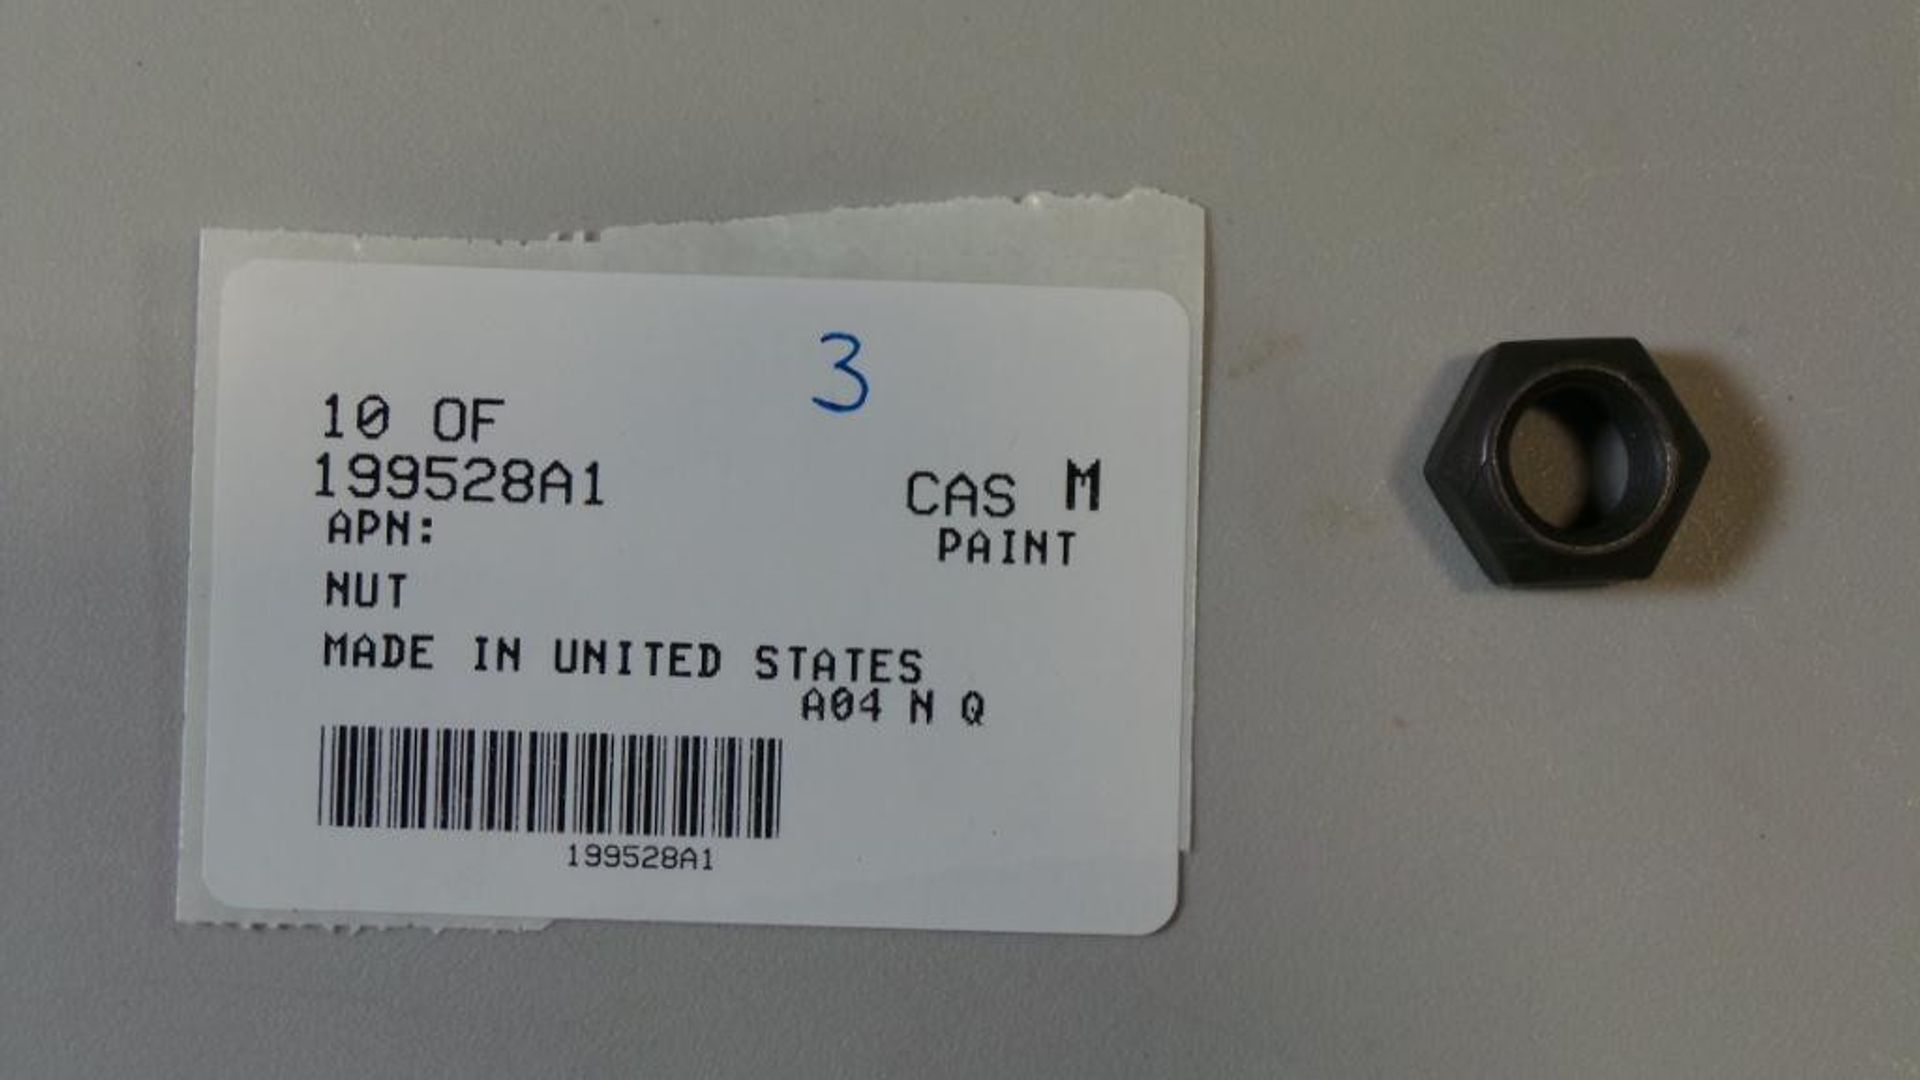 3
10 OF
199528A1
CAS M
APN:
PAINT
NUT
MADE IN UNITED STATES
A04 N Q
199528A1